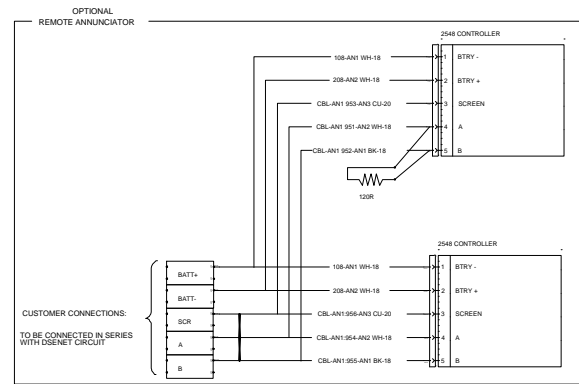 OPTIONAL
REMOTE ANNUNCIATOR
2548 CONTROLLER
108-AN1 WH-18
1 BTRY -
208-AN2 WH-18
2 BTRY +
CBL-AN1 953-AN3 CU-20
3 SCREEN
CBL-AN1 951-AN2 WH-18
4 A
CBL-AN1 952-AN1 BK-18
5 B
120R
2548 CONTROLLER
BATT+
108-AN1 WH-18
1 BTRY -
BATT-
208-AN2 WH-18
2 BTRY +
CUSTOMER CONNECTIONS:
SCR
CBL-AN1:956-AN3 CU-20
3 SCREEN
TO BE CONNECTED IN SERIES
WITH DSENET CIRCUIT
A
CBL-AN1:954-AN2 WH-18
4 A
B
CBL-AN1:955-AN1 BK-18
5 B